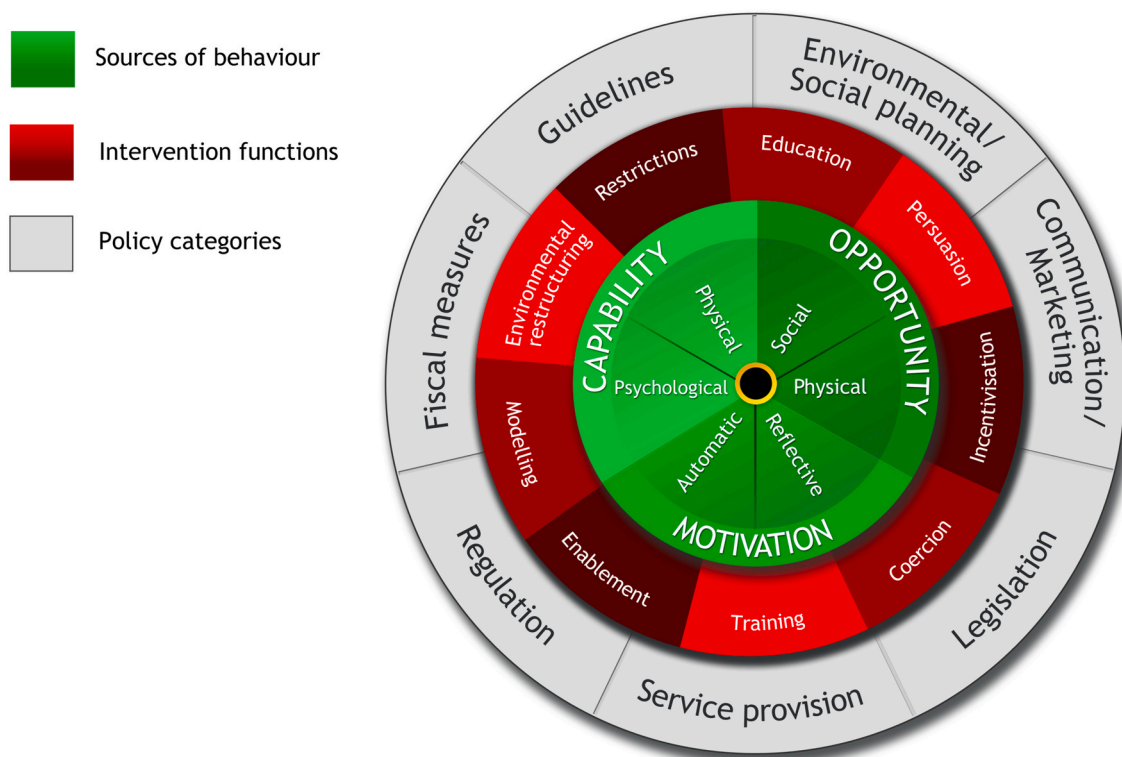 Sources of behaviour
Intervention functions
Policy categories
Guidelines
Environmental/
Social planning
Communication/
Marketing
Legislation
Service provision
Regulation
Fiscal measures
Restrictions
Education
Persuasion
Incentivisation
Coercion
Training
Enablement
Modelling
Environmental
restructuring
CAPABILITY
OPPORTUNITY
MOTIVATION
Physical
Social
Physical
Reflective
Automatic
Psychological